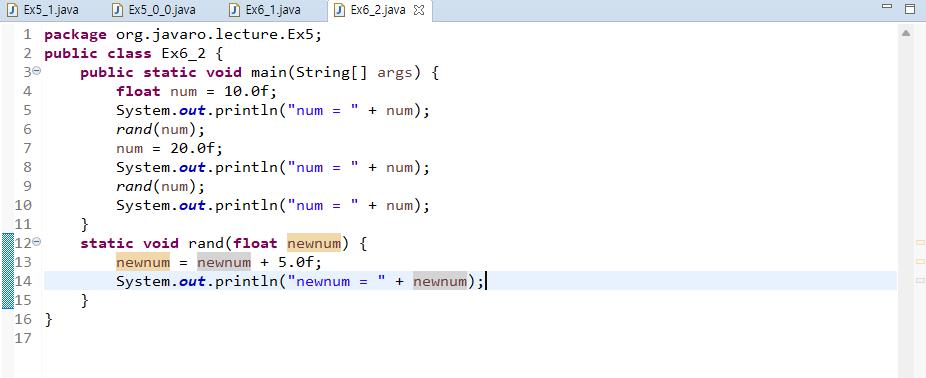 Ex5_1.java Ex5_0_0.java Ex6_1.java Ex6_2.java
1 package org.javaro.lecture.Ex5;
2 public class Ex6_2 {
3 public static void main(String[] args) {
4 float num = 10.0f;
5 System.out.println("num = " + num);
6 rand(num);
7 num = 20.0f;
8 System.out.println("num = " + num);
9 rand(num);
10 System.out.println("num = " + num);
11 }
12 static void rand(float newnum) {
13 newnum = newnum + 5.0f;
14 System.out.println("newnum = " + newnum);
15 }
16 }
17